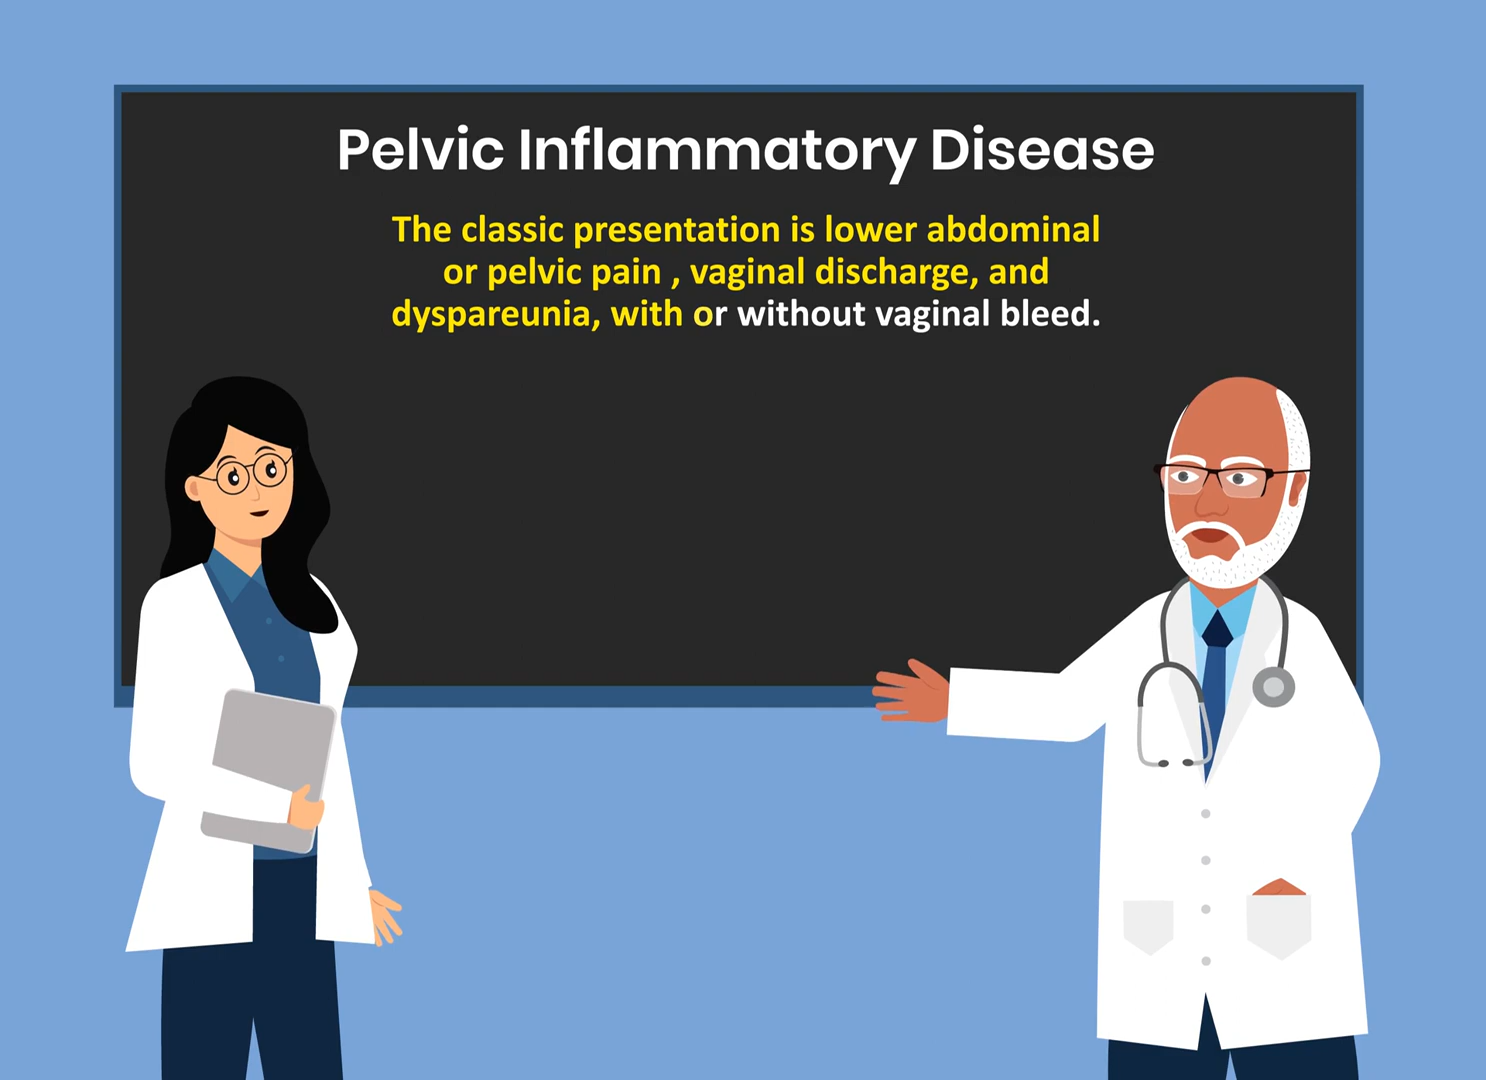 Pelvic Inflammatory Disease
The classic presentation is lower abdominal
or pelvic pain , vaginal discharge, and
dyspareunia, with or without vaginal bleed.